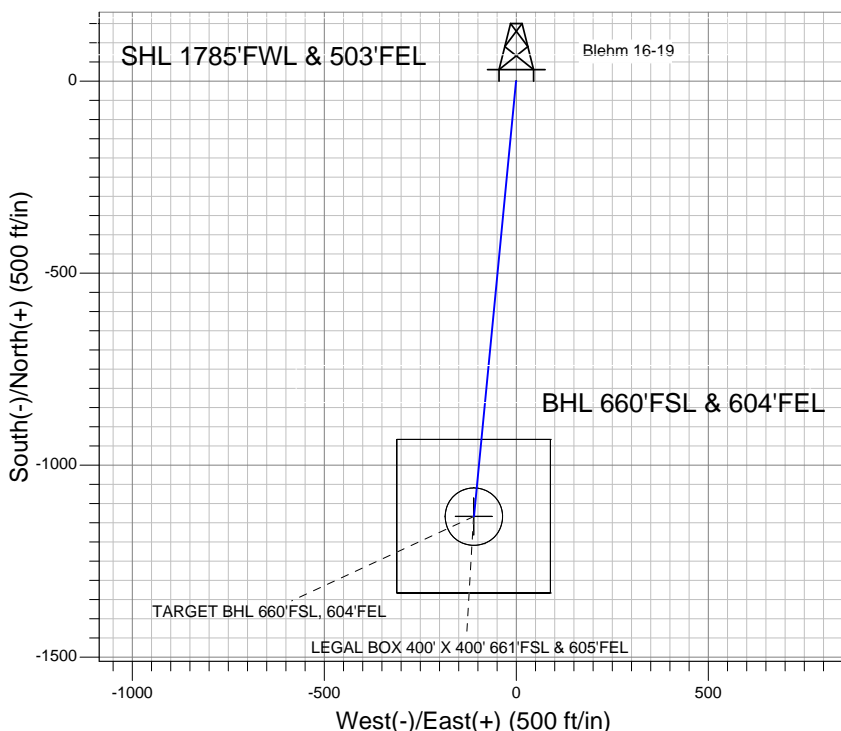 SHL 1785'FWL & 503'FEL
Blehm 16-19
0
-500
BHL 660'FSL & 604'FEL
-1000
TARGET BHL 660'FSL, 604'FEL
LEGAL BOX 400' X 400' 661'FSL & 605'FEL
-1500
South(-)/North(+) (500 ft/in)
-1000
-500
0
500
West(-)/East(+) (500 ft/in)